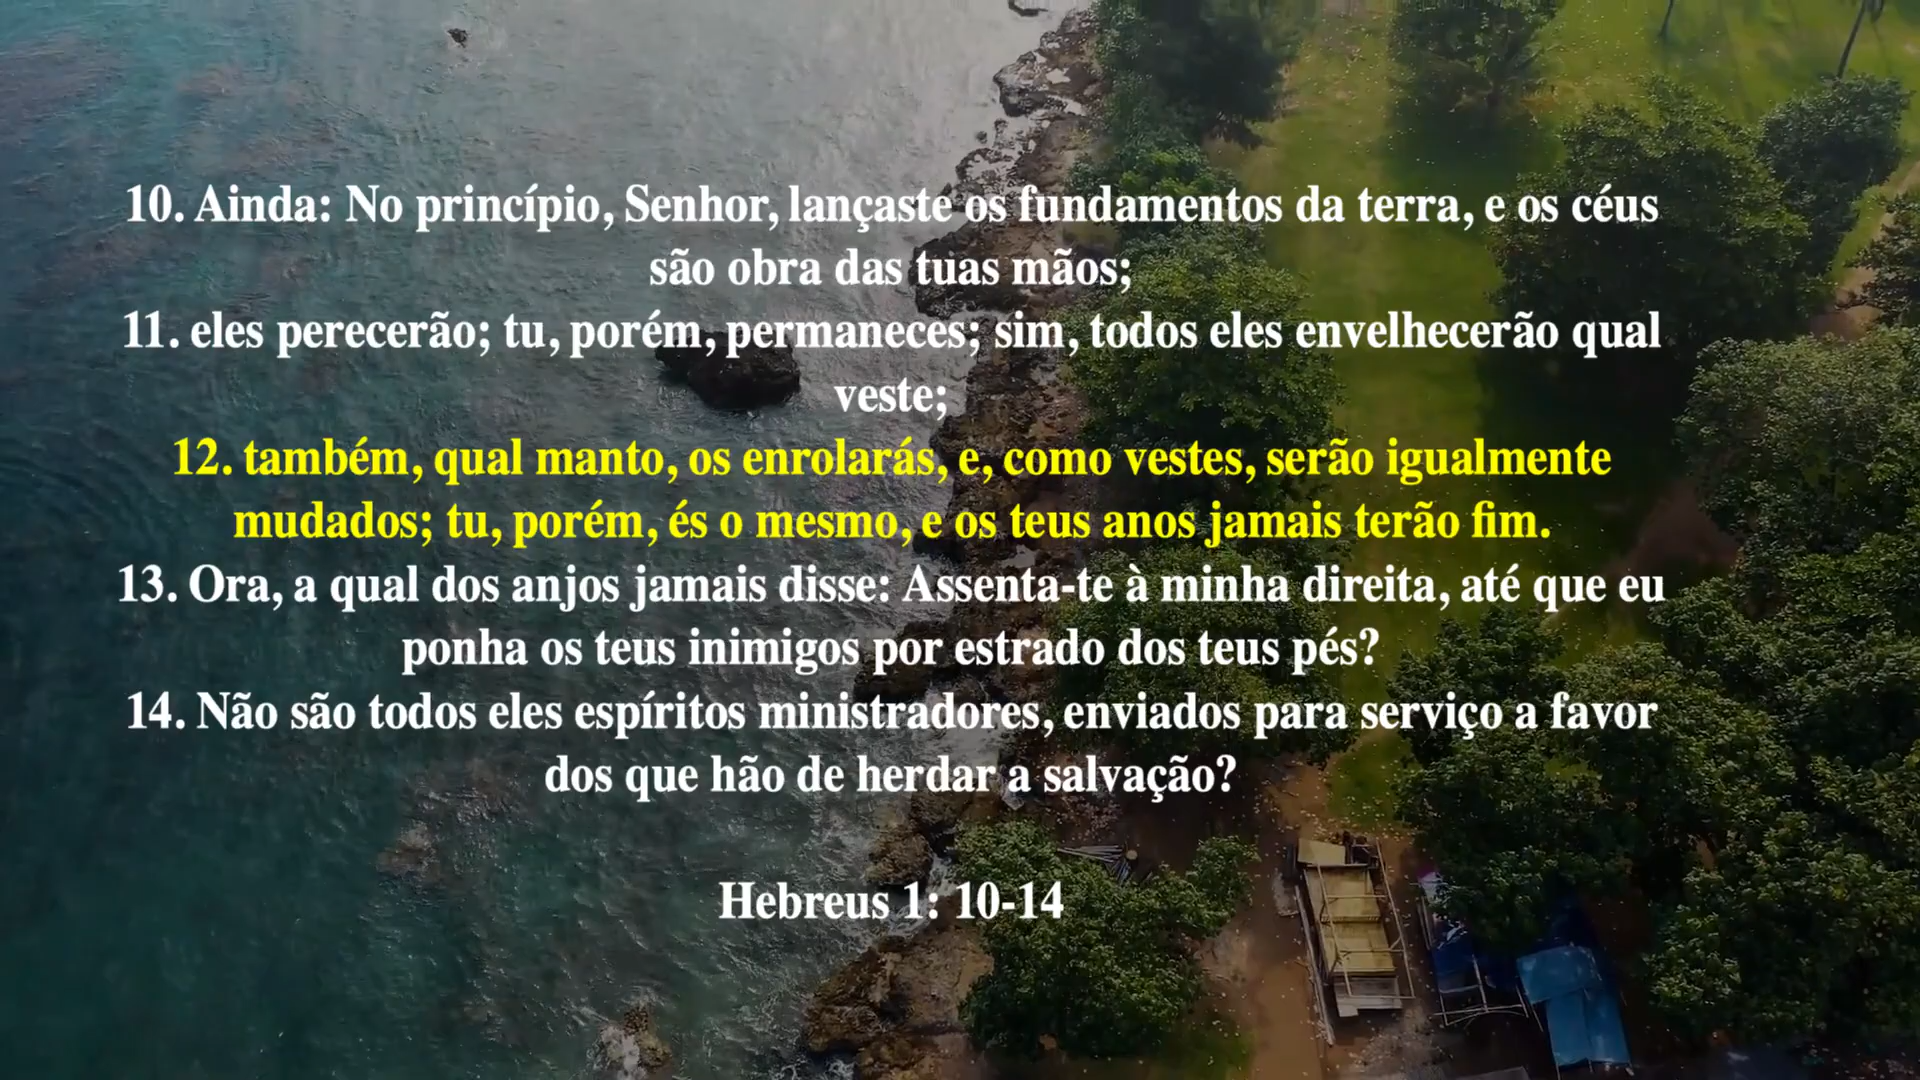 10. Ainda: No princípio, Senhor, lançaste os fundamentos da terra, e os céus
são obra das tuas mãos;
11. eles perecerão; tu, porém, permaneces; sim, todos eles envelhecerão qual
veste;
12. também, qual manto, os enrolarás, e, como vestes, serão igualmente
mudados; tu, porém, és o mesmo, e os teus anos jamais terão fim.
13. Ora, a qual dos anjos jamais disse: Assenta-te à minha direita, até que eu
ponha os teus inimigos por estrado dos teus pés?
14. Não são todos eles espíritos ministradores, enviados para serviço a favor
dos que hão de herdar a salvação?
Hebreus 1: 10-14